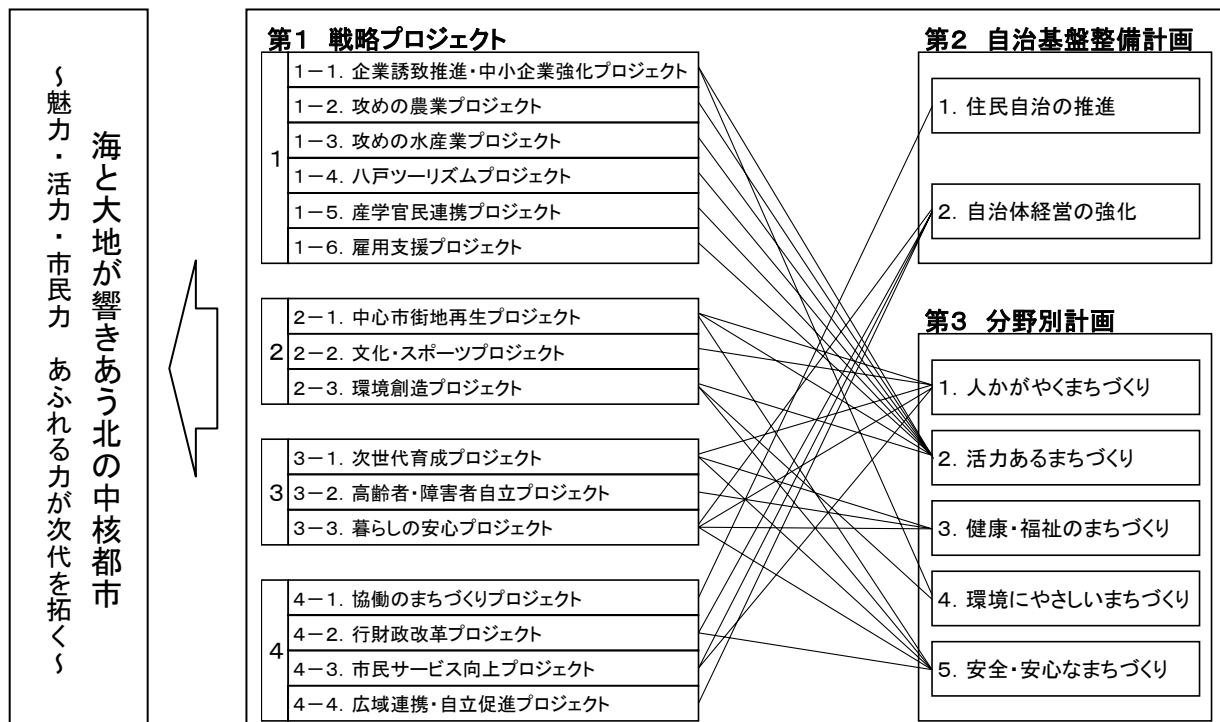 海と大地が響きあう北の中核都市
～魅力・活力・市民力　あふれる力が次代を拓く～
第１　戦略プロジェクト
1
１－１．企業誘致推進・中小企業強化プロジェクト
１－２．攻めの農業プロジェクト
１－３．攻めの水産業プロジェクト
１－４．八戸ツーリズムプロジェクト
１－５．産学官民連携プロジェクト
１－６．雇用支援プロジェクト
2
２－１．中心市街地再生プロジェクト
２－２．文化・スポーツプロジェクト
２－３．環境創造プロジェクト
3
３－１．次世代育成プロジェクト
３－２．高齢者・障害者自立プロジェクト
３－３．暮らしの安心プロジェクト
4
４－１．協働のまちづくりプロジェクト
４－２．行財政改革プロジェクト
４－３．市民サービス向上プロジェクト
４－４．広域連携・自立促進プロジェクト
第２　自治基盤整備計画
１．住民自治の推進
２．自治体経営の強化
第３　分野別計画
１．人かがやくまちづくり
２．活力あるまちづくり
３．健康・福祉のまちづくり
４．環境にやさしいまちづくり
５．安全・安心なまちづくり